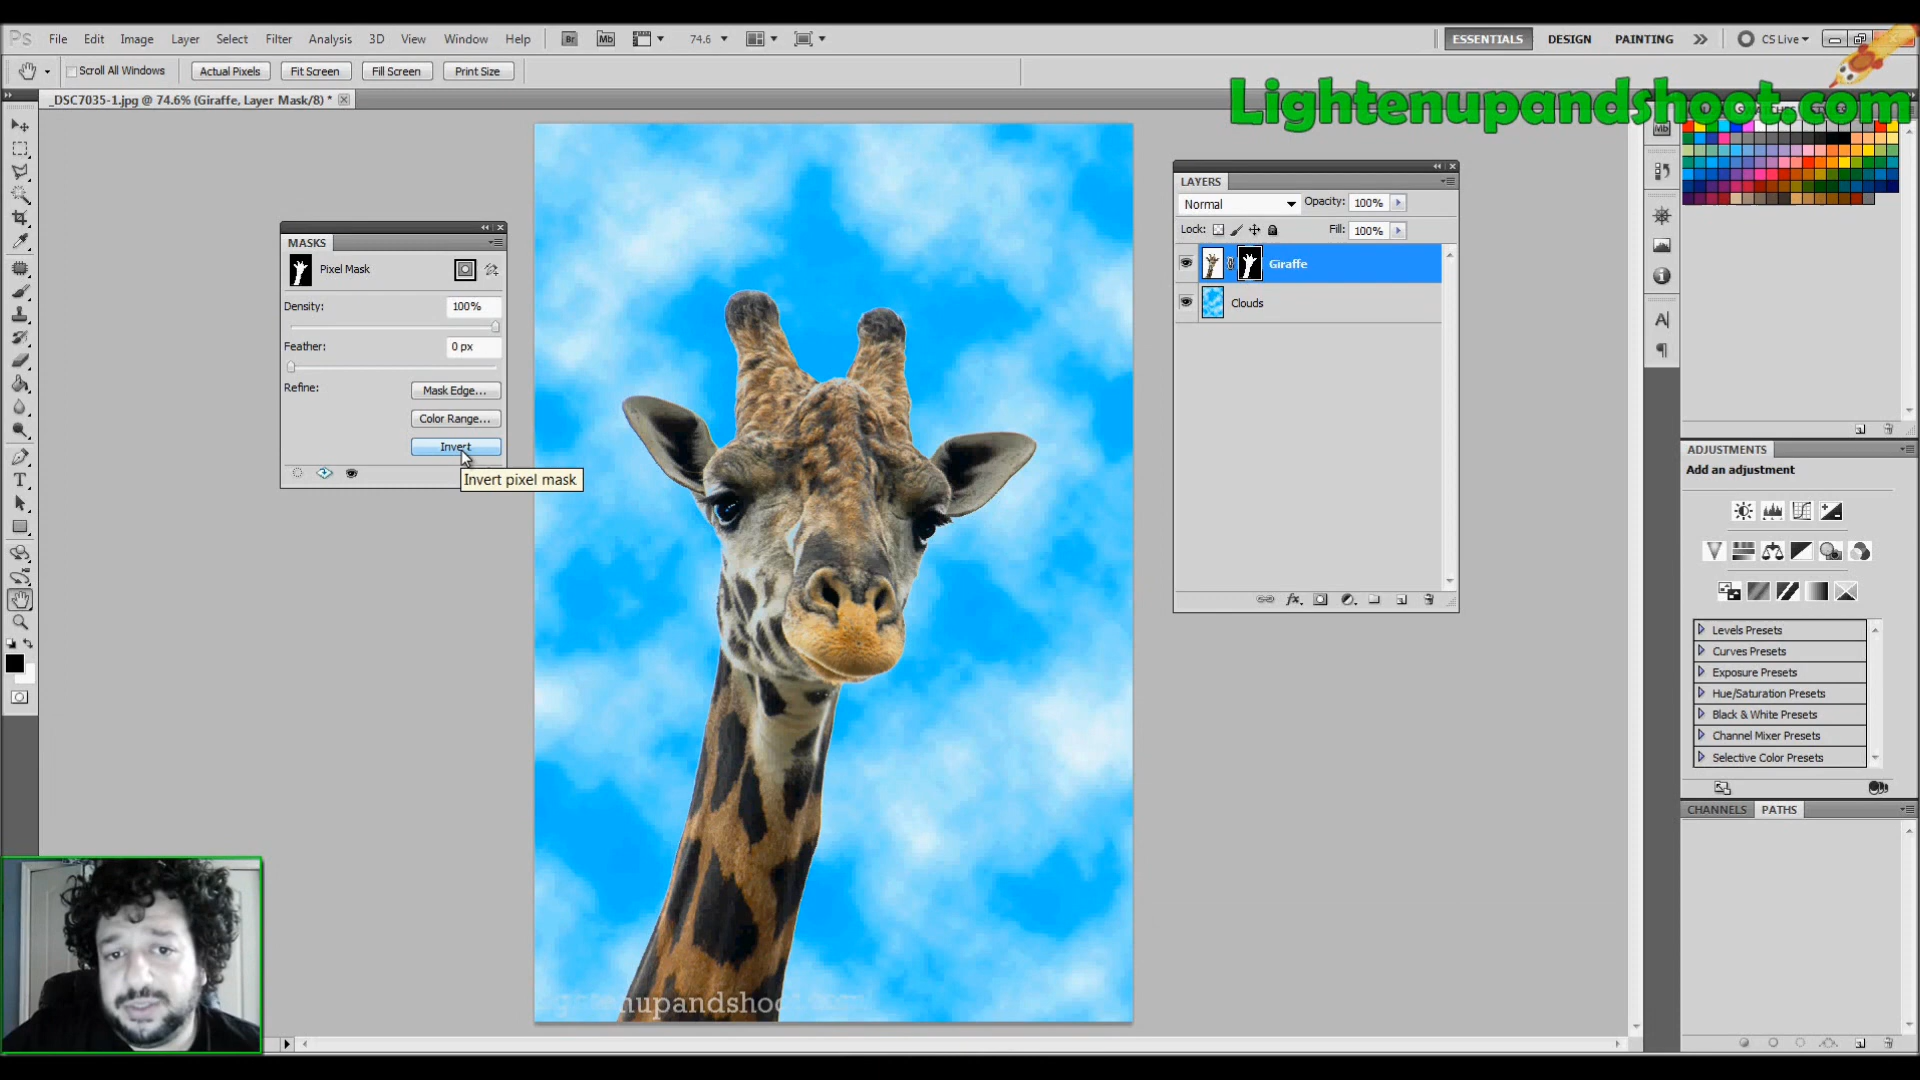 Ps File Edit Image Layer Select Filter Analysis 3D View Window Help Br Mb 74.6 ESSENTIALS DESIGN PAINTING CS Live
Scroll All Windows Actual Pixels Fit Screen Fill Screen Print Size
_DSC7035-1.jpg @ 74.6% (Giraffe, Layer Mask/8) *
Lightenupandshoot.com
Mb
LAYERS
Normal Opacity: 100%
Lock: Fill: 100%
Giraffe
Clouds
fx
MASKS
Pixel Mask
Density: 100%
Feather: 0 px
Refine: Mask Edge...
Color Range...
Invert
Invert pixel mask
ADJUSTMENTS
Add an adjustment
Levels Presets
Curves Presets
Exposure Presets
Hue/Saturation Presets
Black & White Presets
Channel Mixer Presets
Selective Color Presets
CHANNELS PATHS